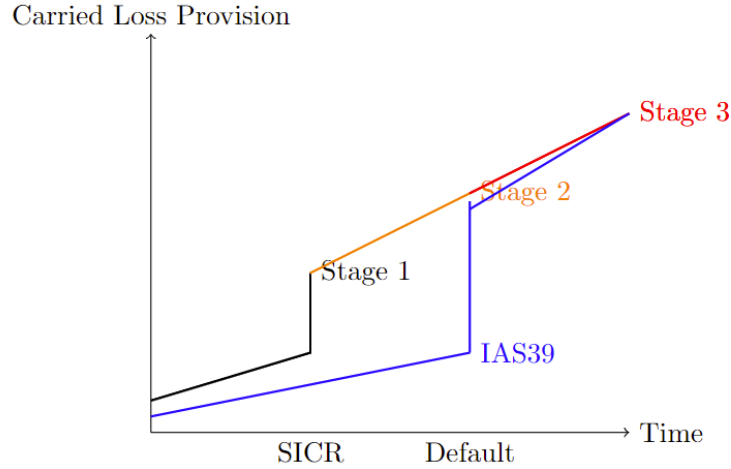 Carried Loss Provision
Stage 3
Stage 2
Stage 1
IAS39
Time
SICR
Default